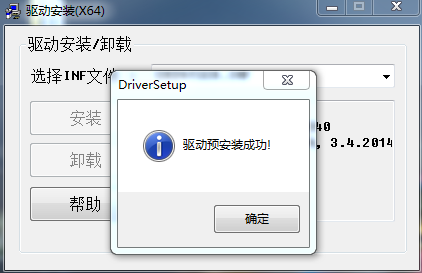 驱动安装(X64)
驱动安装/卸载
选择INF文件
DriverSetup
安装
卸载
帮助
40
, 3.4.2014
驱动预安装成功!
确定